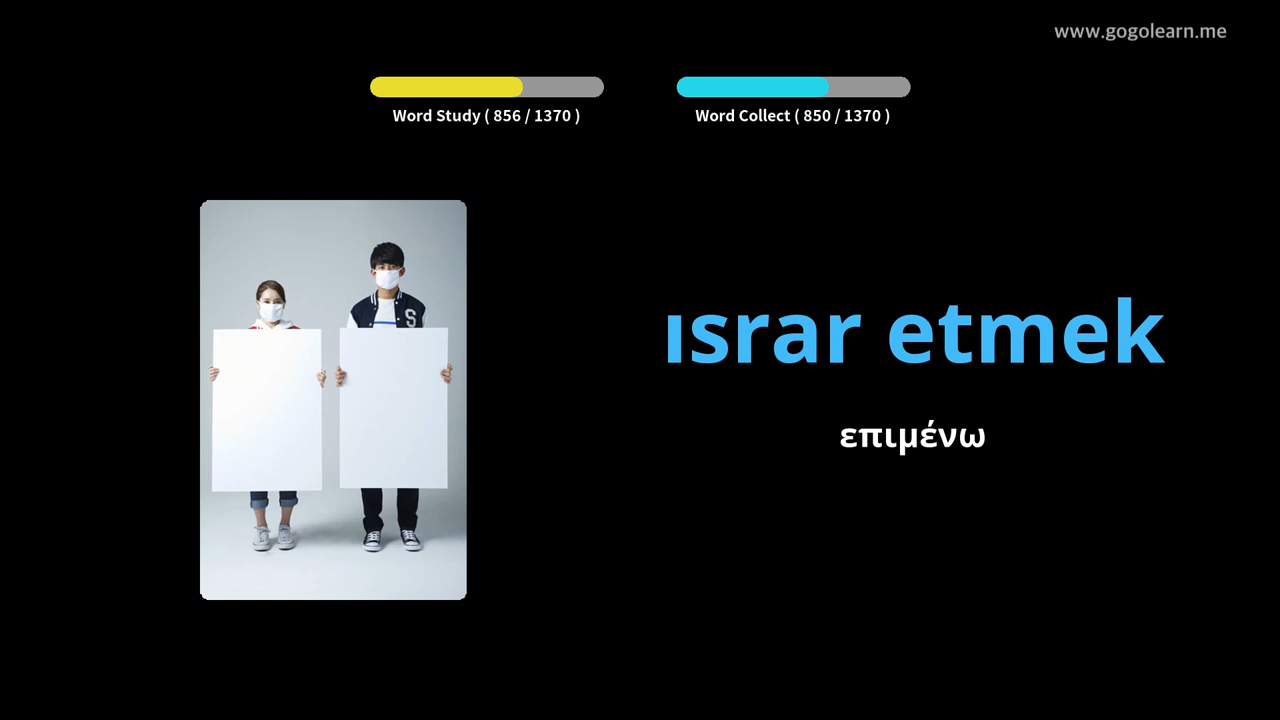 www.gogolearn.me
Word Study ( 856 / 1370 )
Word Collect ( 850 / 1370 )
S
ısrar etmek
επιμένω